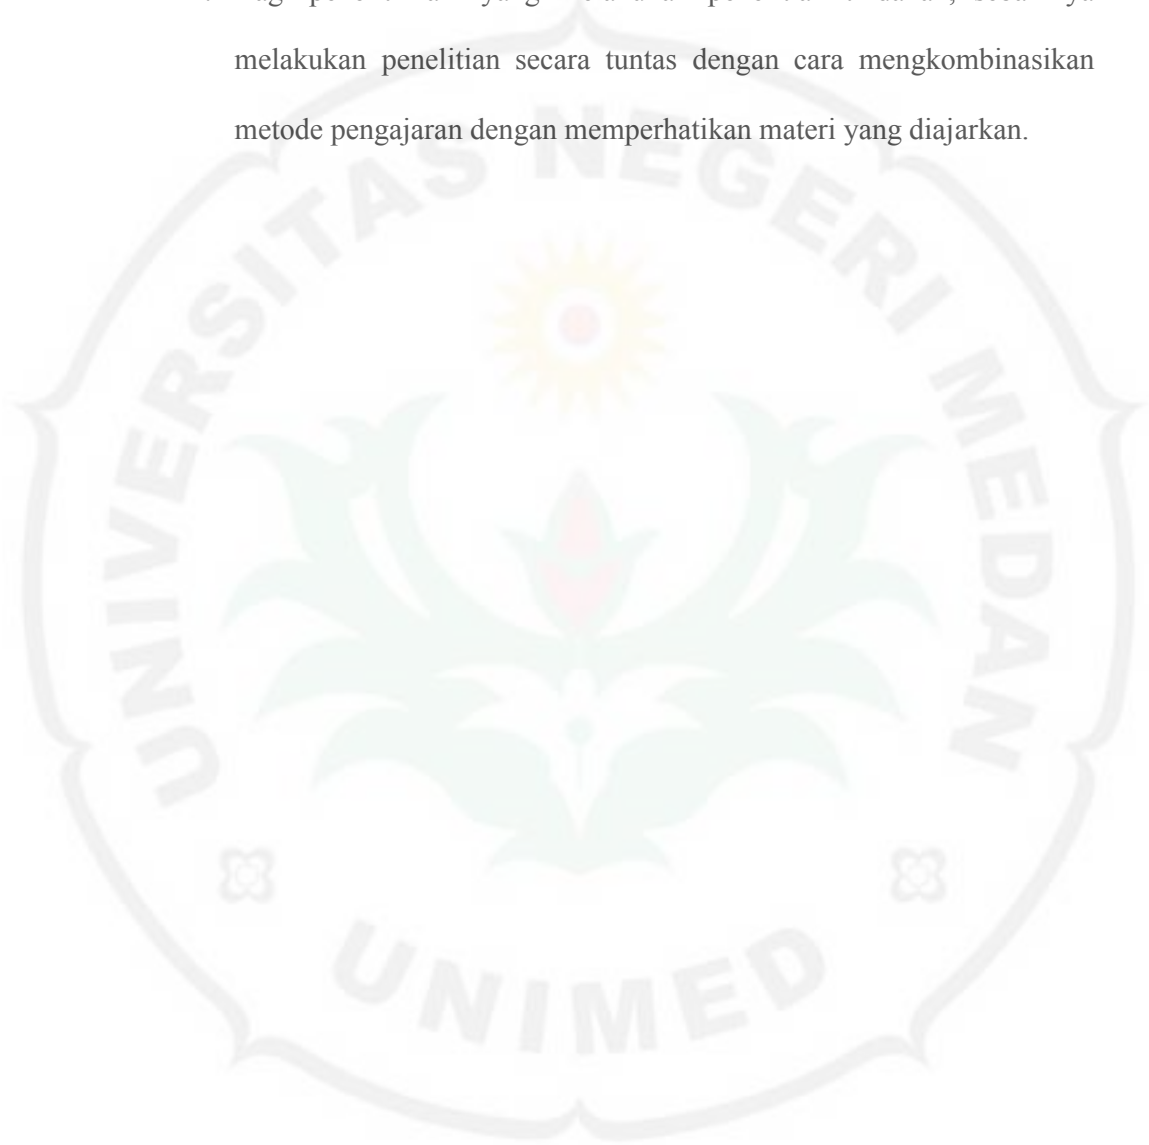 melakukan penelitian secara tuntas dengan cara mengkombinasikan
metode pengajaran dengan memperhatikan materi yang diajarkan.
UNIVERSITAS NEGERI MEDAN
UNIMED